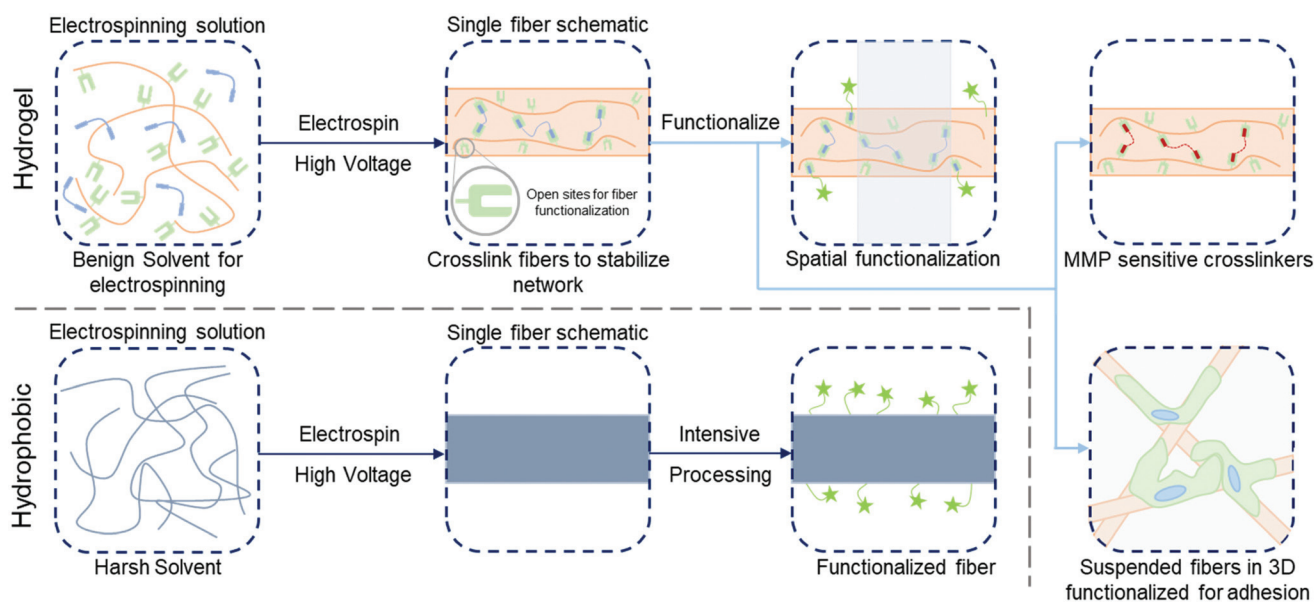 Electrospinning solution
Single fiber schematic
Hydrogel
Electrospin
High Voltage
Functionalize
Open sites for fiber
functionalization
Benign Solvent for
electrospinning
Crosslink fibers to stabilize
network
Spatial functionalization
MMP sensitive crosslinkers
Electrospinning solution
Single fiber schematic
Hydrophobic
Electrospin
High Voltage
Intensive
Processing
Harsh Solvent
Functionalized fiber
Suspended fibers in 3D
functionalized for adhesion